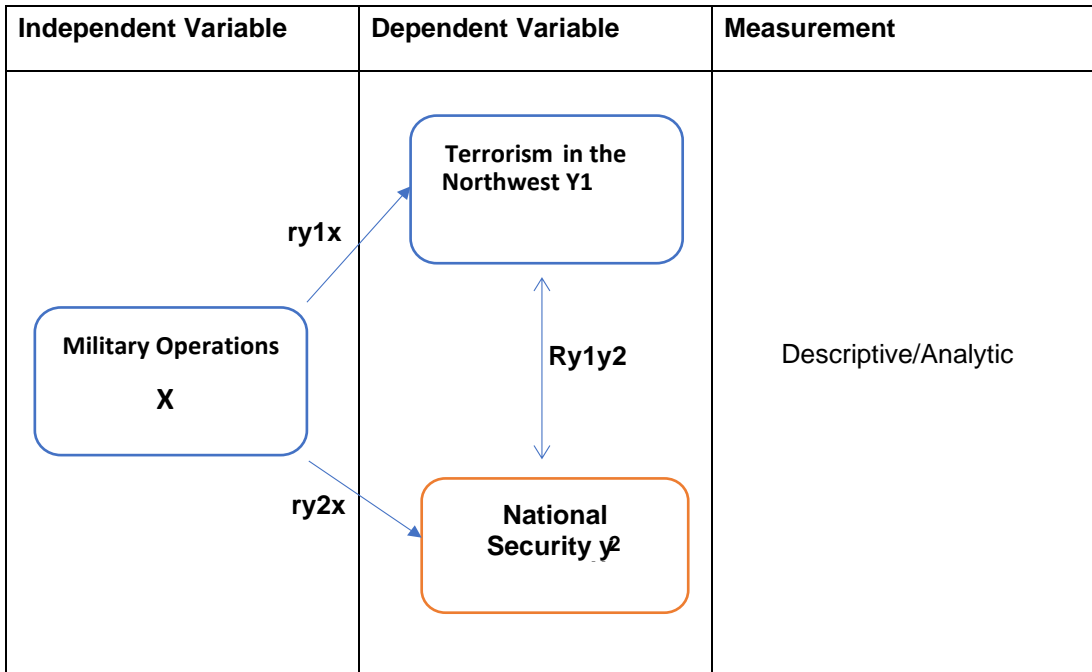 Independent Variable
Dependent Variable
Measurement
Terrorism in the
Northwest Y1
ry1x
Military Operations
X
Ry1y2
Descriptive/Analytic
ry2x
National
Security y2